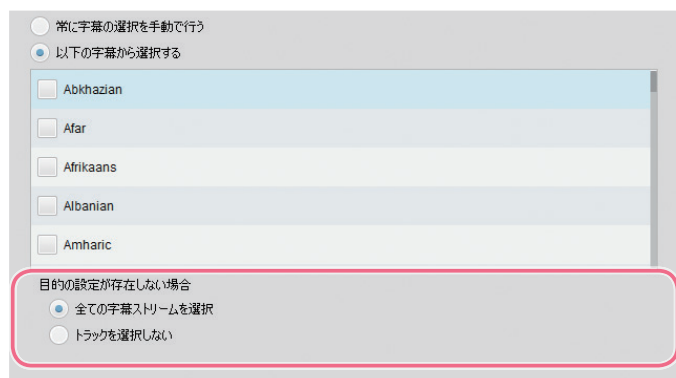 常に字幕の選択を手動で行う
以下の字幕から選択する
Abkhazian
Afar
Afrikaans
Albanian
Amharic
目的の設定が存在しない場合
全ての字幕ストリームを選択
トラックを選択しない